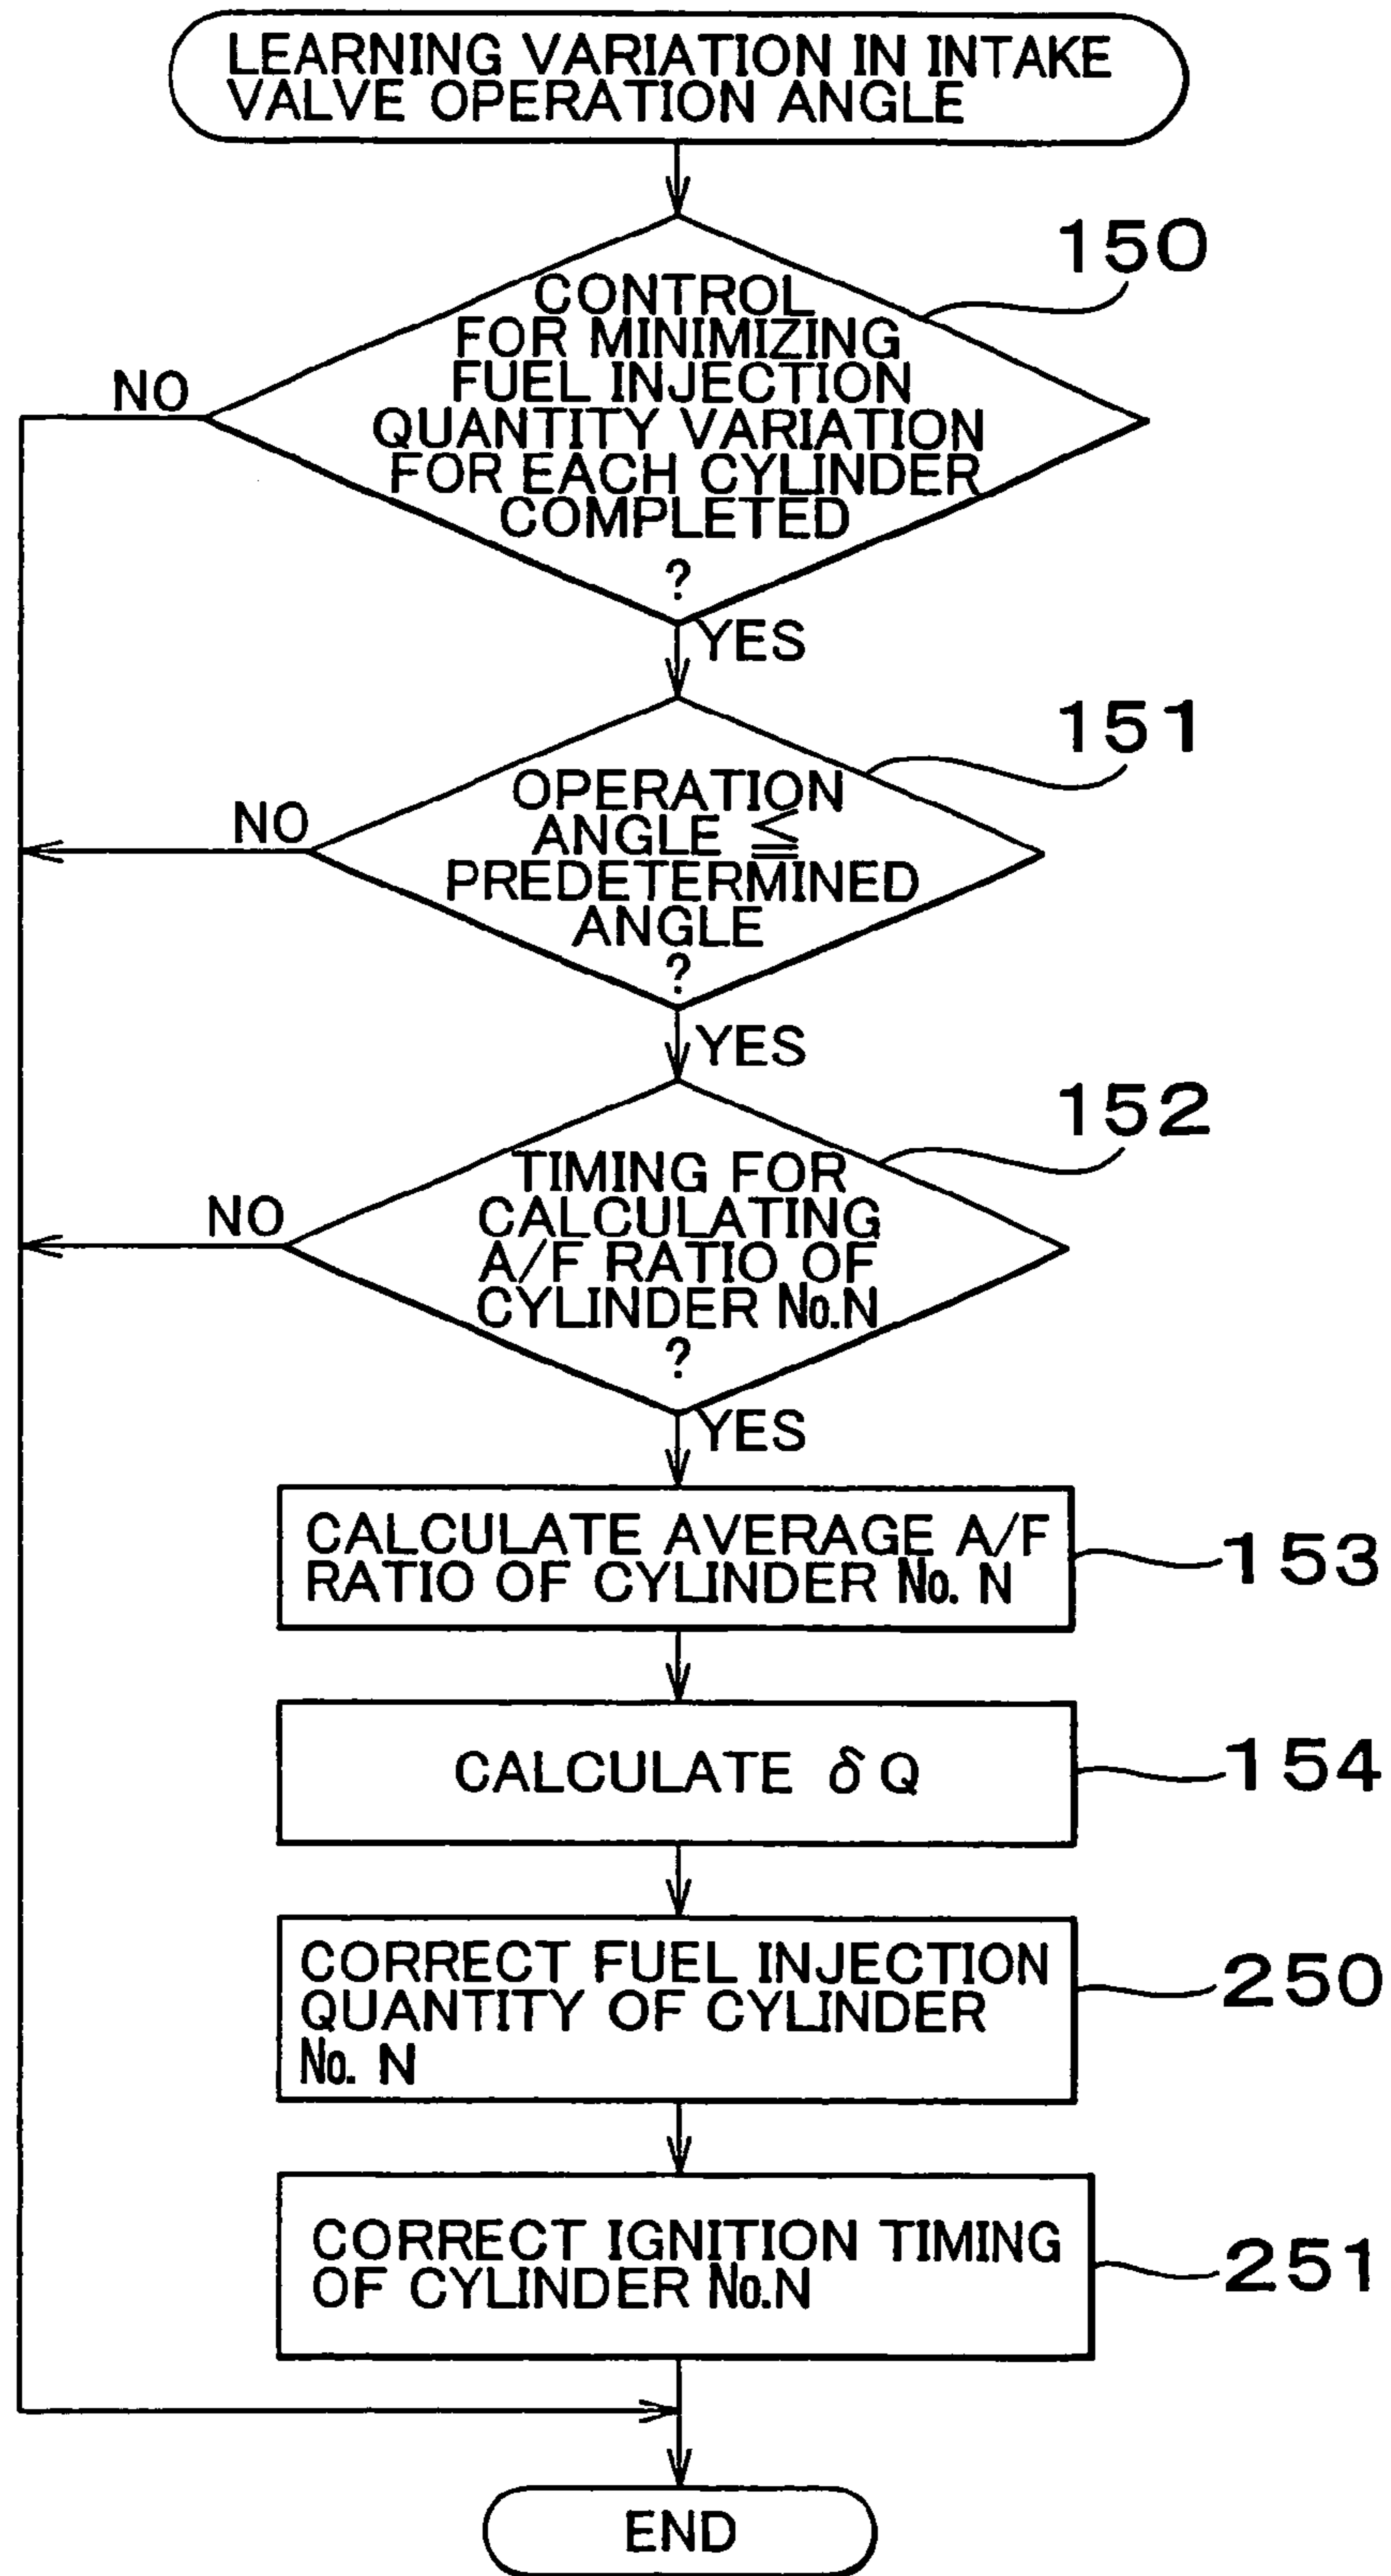 LEARNING VARIATION IN INTAKE
VALVE OPERATION ANGLE
150
CONTROL
FOR MINIMIZING
FUEL INJECTION
QUANTITY VARIATION
FOR EACH CYLINDER
COMPLETED
?
NO
YES
151
OPERATION
ANGLE ≦
PREDETERMINED
ANGLE
?
NO
YES
152
TIMING FOR
CALCULATING
A/F RATIO OF
CYLINDER No.N
?
NO
YES
CALCULATE AVERAGE A/F
RATIO OF CYLINDER No. N
153
CALCULATE δ Q
154
CORRECT FUEL INJECTION
QUANTITY OF CYLINDER
No. N
250
CORRECT IGNITION TIMING
OF CYLINDER No.N
251
END